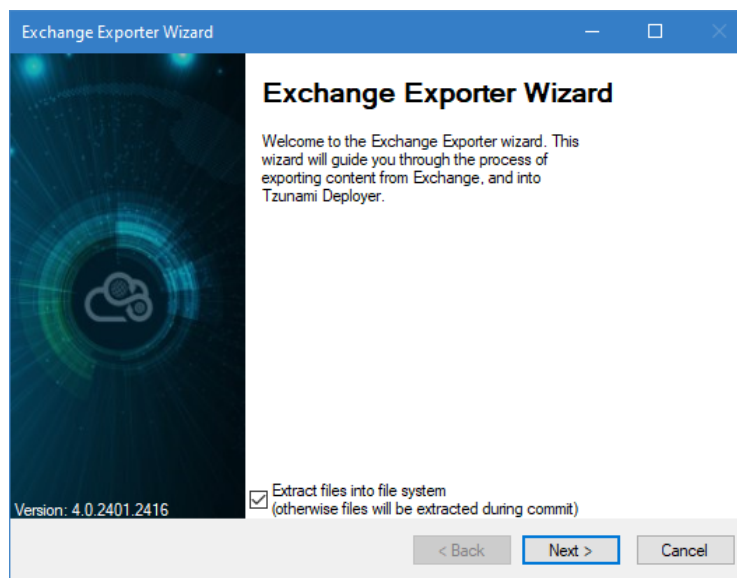 Exchange Exporter Wizard
Exchange Exporter Wizard
Welcome to the Exchange Exporter wizard. This
wizard will guide you through the process of
exporting content from Exchange, and into
Tzunami Deployer.
Extract files into file system
(otherwise files will be extracted during commit)
Version: 4.0.2401.2416
< Back
Next >
Cancel